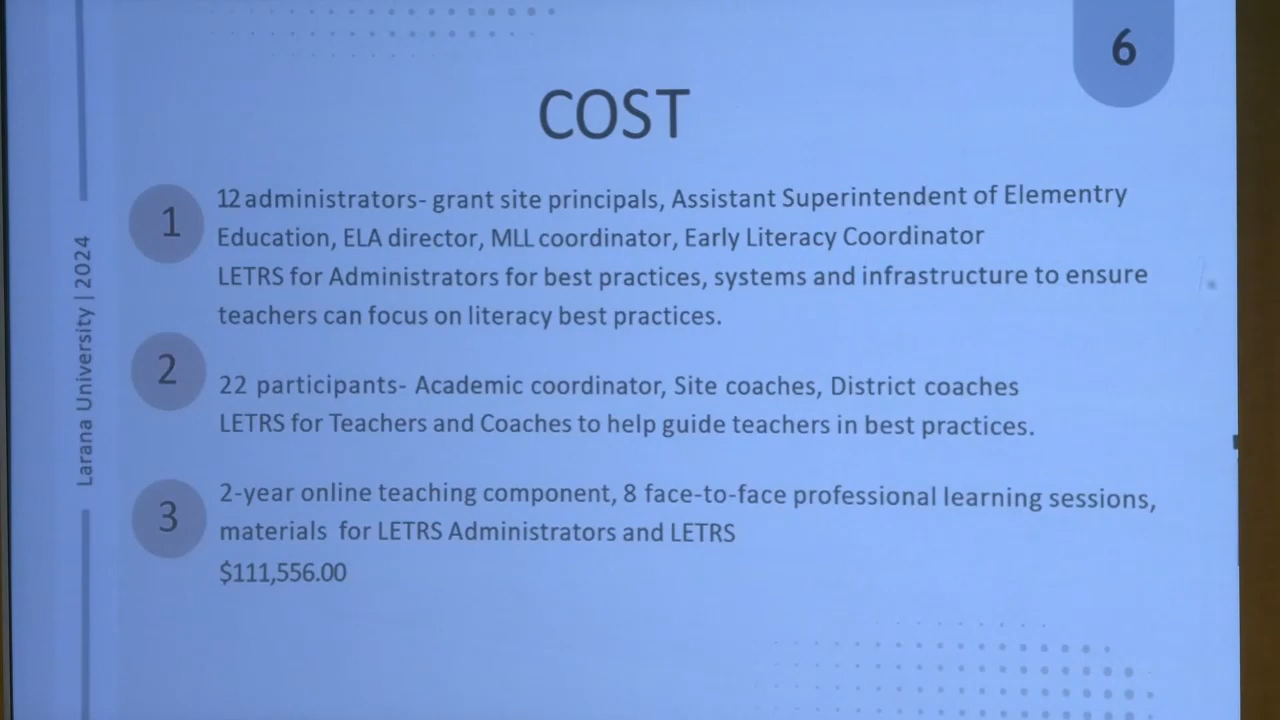 6
COST
1
12 administrators- grant site principals, Assistant Superintendent of Elementry
Education, ELA director, MLL coordinator, Early Literacy Coordinator
LETRS for Administrators for best practices, systems and infrastructure to ensure
teachers can focus on literacy best practices.
2
22 participants- Academic coordinator, Site coaches, District coaches
LETRS for Teachers and Coaches to help guide teachers in best practices.
3
2-year online teaching component, 8 face-to-face professional learning sessions,
materials for LETRS Administrators and LETRS
$111,556.00
Larana University | 2024